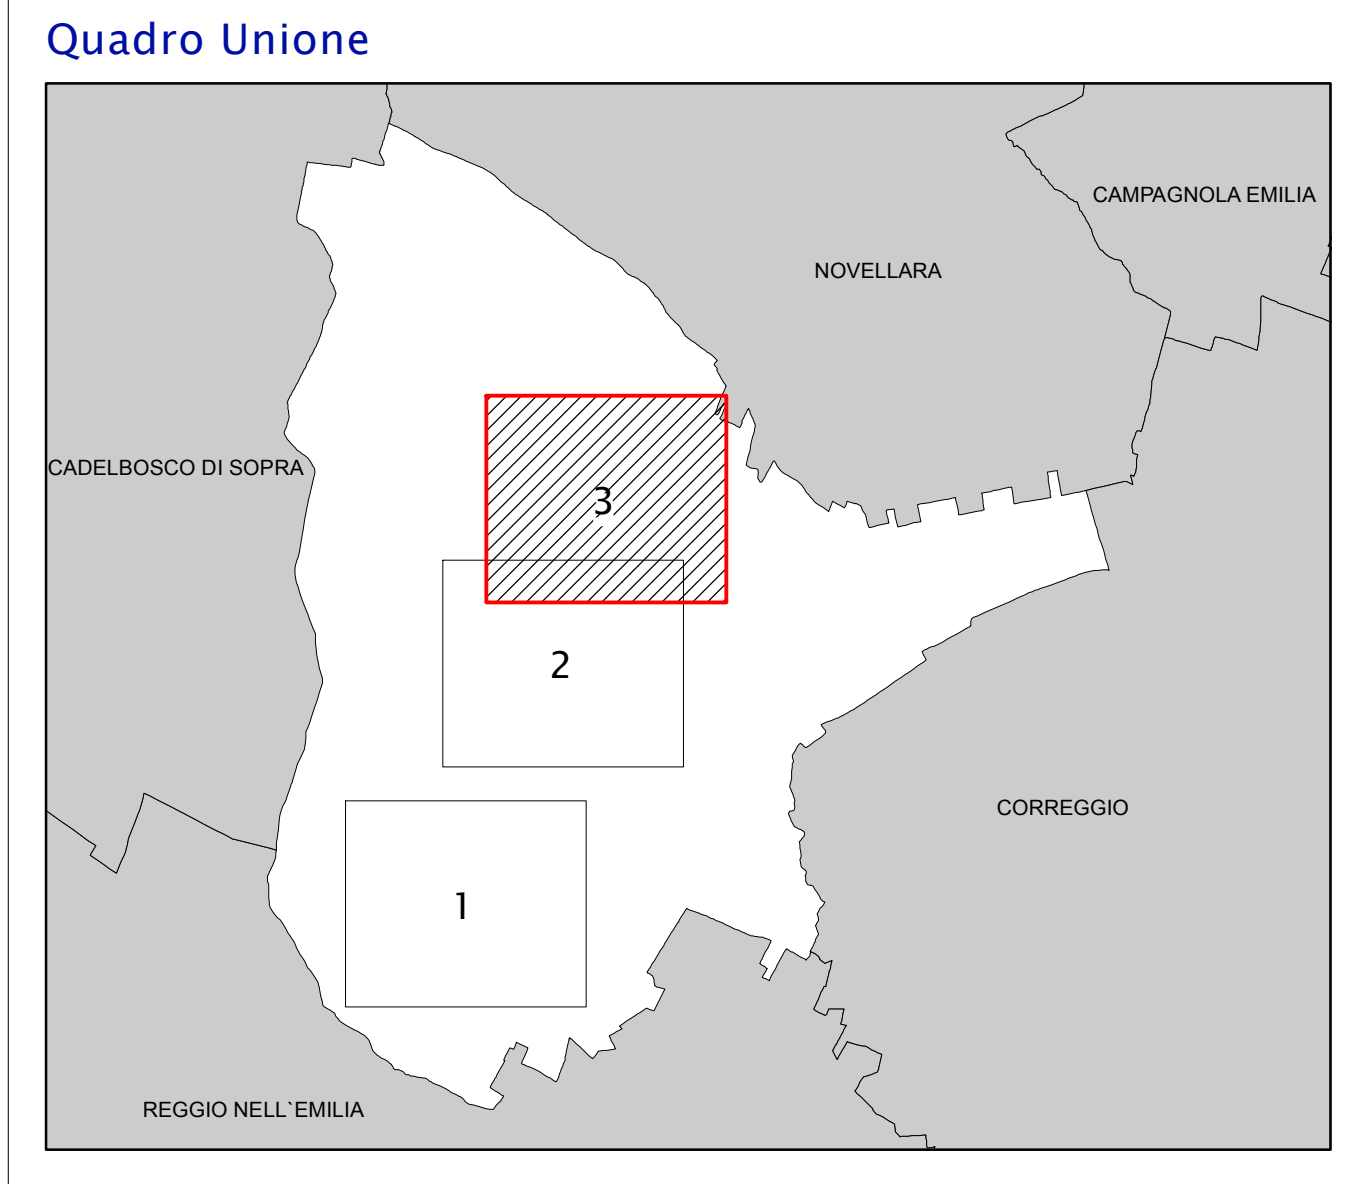 Quadro Unione
CAMPAGNOLA EMILIA
NOVELLARA
CADELBOSCO DI SOPRA
3
2
CORREGGIO
1
REGGIO NELL`EMILIA